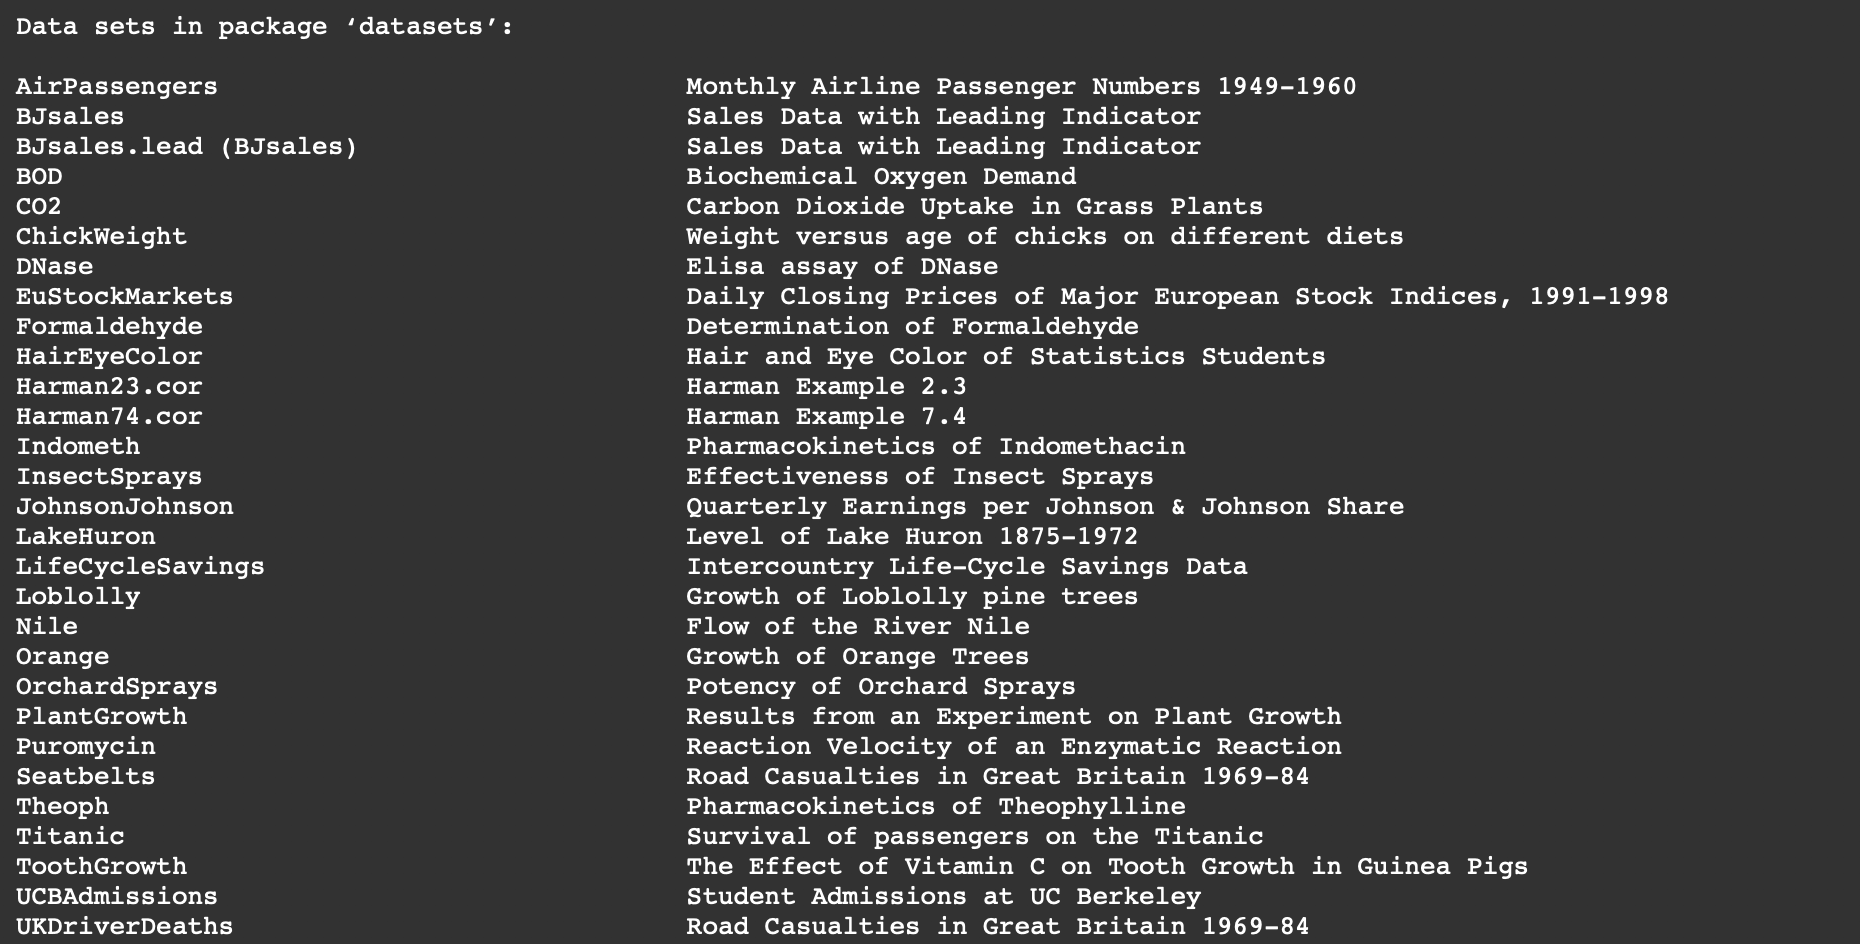 Data sets in package ‘datasets’:
AirPassengers Monthly Airline Passenger Numbers 1949-1960
BJsales Sales Data with Leading Indicator
BJsales.lead (BJsales) Sales Data with Leading Indicator
BOD Biochemical Oxygen Demand
CO2 Carbon Dioxide Uptake in Grass Plants
ChickWeight Weight versus age of chicks on different diets
DNase Elisa assay of DNase
EuStockMarkets Daily Closing Prices of Major European Stock Indices, 1991-1998
Formaldehyde Determination of Formaldehyde
HairEyeColor Hair and Eye Color of Statistics Students
Harman23.cor Harman Example 2.3
Harman74.cor Harman Example 7.4
Indometh Pharmacokinetics of Indomethacin
InsectSprays Effectiveness of Insect Sprays
JohnsonJohnson Quarterly Earnings per Johnson & Johnson Share
LakeHuron Level of Lake Huron 1875-1972
LifeCycleSavings Intercountry Life-Cycle Savings Data
Loblolly Growth of Loblolly pine trees
Nile Flow of the River Nile
Orange Growth of Orange Trees
OrchardSprays Potency of Orchard Sprays
PlantGrowth Results from an Experiment on Plant Growth
Puromycin Reaction Velocity of an Enzymatic Reaction
Seatbelts Road Casualties in Great Britain 1969-84
Theoph Pharmacokinetics of Theophylline
Titanic Survival of passengers on the Titanic
ToothGrowth The Effect of Vitamin C on Tooth Growth in Guinea Pigs
UCBAdmissions Student Admissions at UC Berkeley
UKDriverDeaths Road Casualties in Great Britain 1969-84